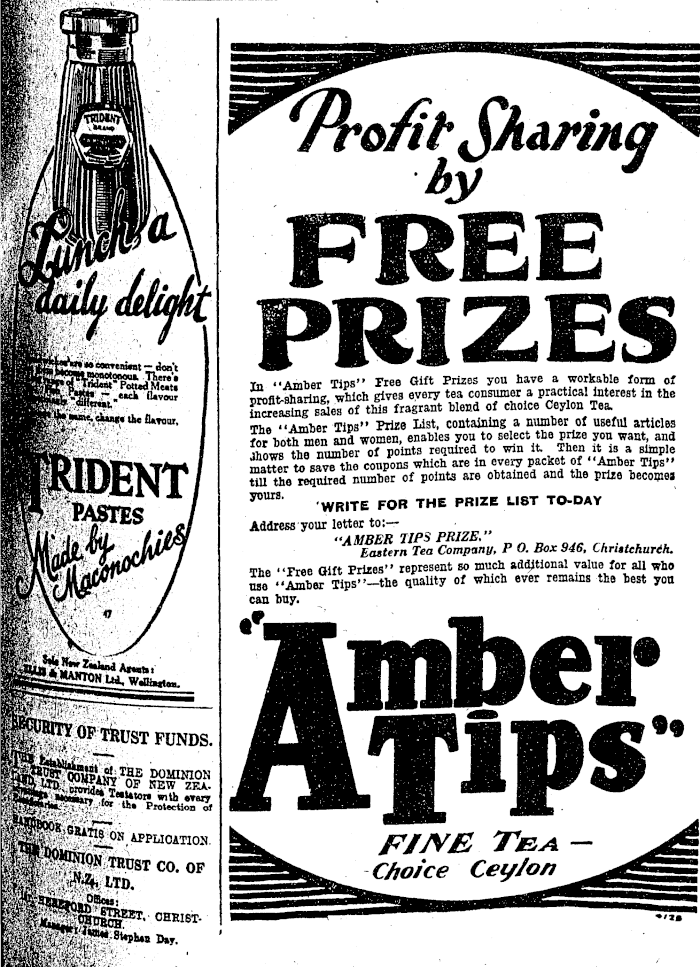 TRIDENT
BRAND
Lunch, a
daily delight
are so convenient — don't
become monotonous. There's
of "Trident" Potted Meats
Pastes — each flavour
"different."
the same, change the flavour.
TRIDENT
PASTES
Made by
Maconochies
47
Sole New Zealand Agents:
ELLIS & MANTON Ltd., Wellington.
SECURITY OF TRUST FUNDS.
THE Establishment of THE DOMINION
TRUST COMPANY OF NEW ZEA-
LAND LTD. provides Testators with every
necessary for the Protection of
HANDBOOK GRATIS ON APPLICATION.
THE DOMINION TRUST CO. OF
N.Z. LTD.
Offices:
HEREFORD STREET, CHRIST-
CHURCH.
Manager: James Stephen Day.
Profit Sharing
by
FREE
PRIZES
In "Amber Tips" Free Gift Prizes you have a workable form of
profit-sharing, which gives every tea consumer a practical interest in the
increasing sales of this fragrant blend of choice Ceylon Tea.
The "Amber Tips" Prize List, containing a number of useful articles
for both men and women, enables you to select the prize you want, and
shows the number of points required to win it. Then it is a simple
matter to save the coupons which are in every packet of "Amber Tips"
till the required number of points are obtained and the prize becomes
yours.
WRITE FOR THE PRIZE LIST TO-DAY
Address your letter to:—
"AMBER TIPS PRIZE,"
Eastern Tea Company, P O. Box 946, Christchurch.
The "Free Gift Prizes" represent so much additional value for all who
use "Amber Tips"—the quality of which ever remains the best you
can buy.
"Amber
Tips"
FINE TEA —
Choice Ceylon